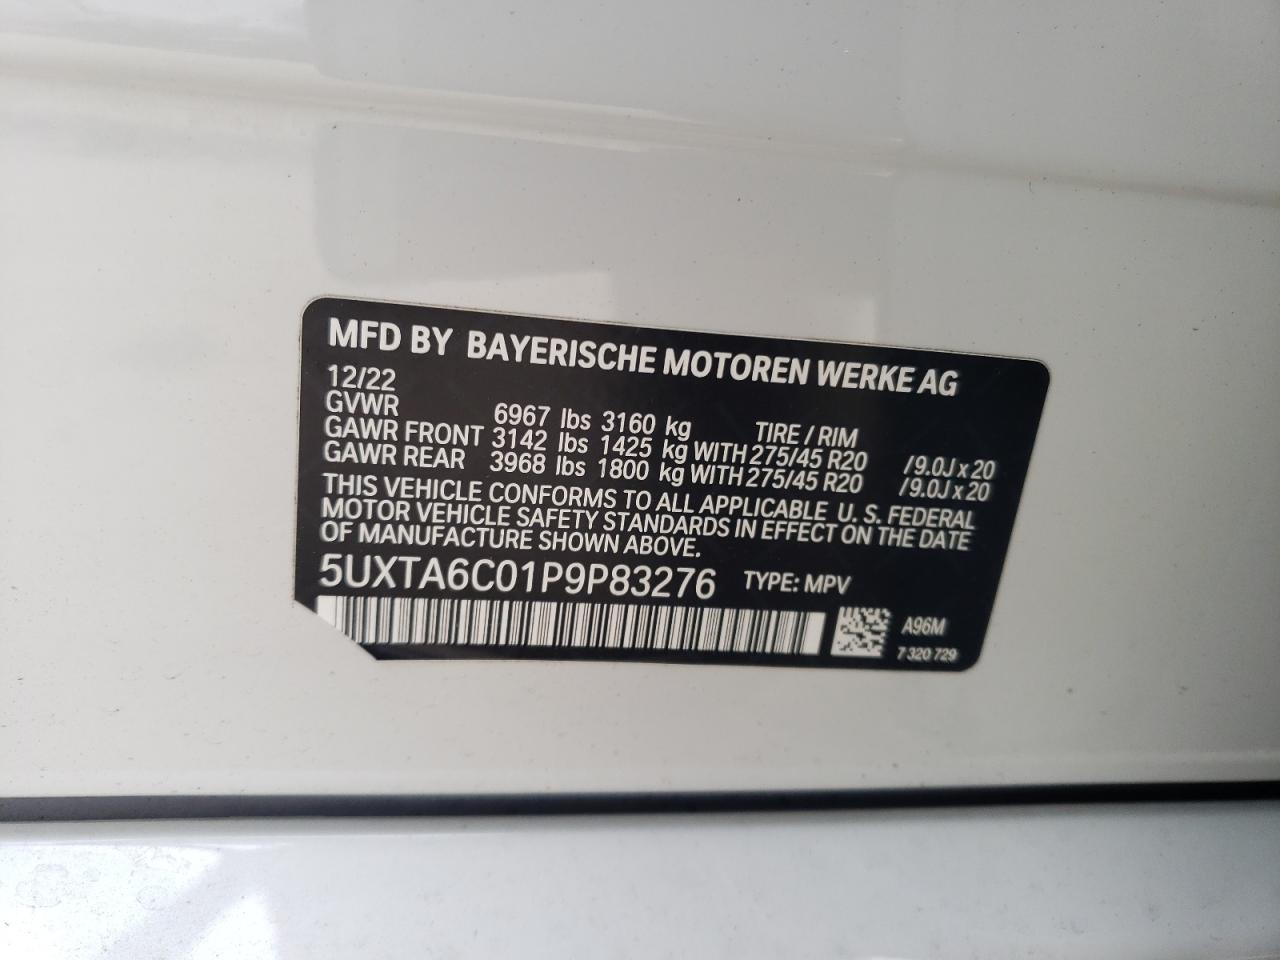 MFD BY BAYERISCHE MOTOREN WERKE AG
12/22
GVWR 6967 lbs 3160 kg TIRE / RIM
GAWR FRONT 3142 lbs 1425 kg WITH 275/45 R20 / 9.0J x 20
GAWR REAR 3968 lbs 1800 kg WITH 275/45 R20 / 9.0J x 20
THIS VEHICLE CONFORMS TO ALL APPLICABLE U. S. FEDERAL
MOTOR VEHICLE SAFETY STANDARDS IN EFFECT ON THE DATE
OF MANUFACTURE SHOWN ABOVE.
5UXTA6C01P9P83276 TYPE: MPV
A96M
7 320 729